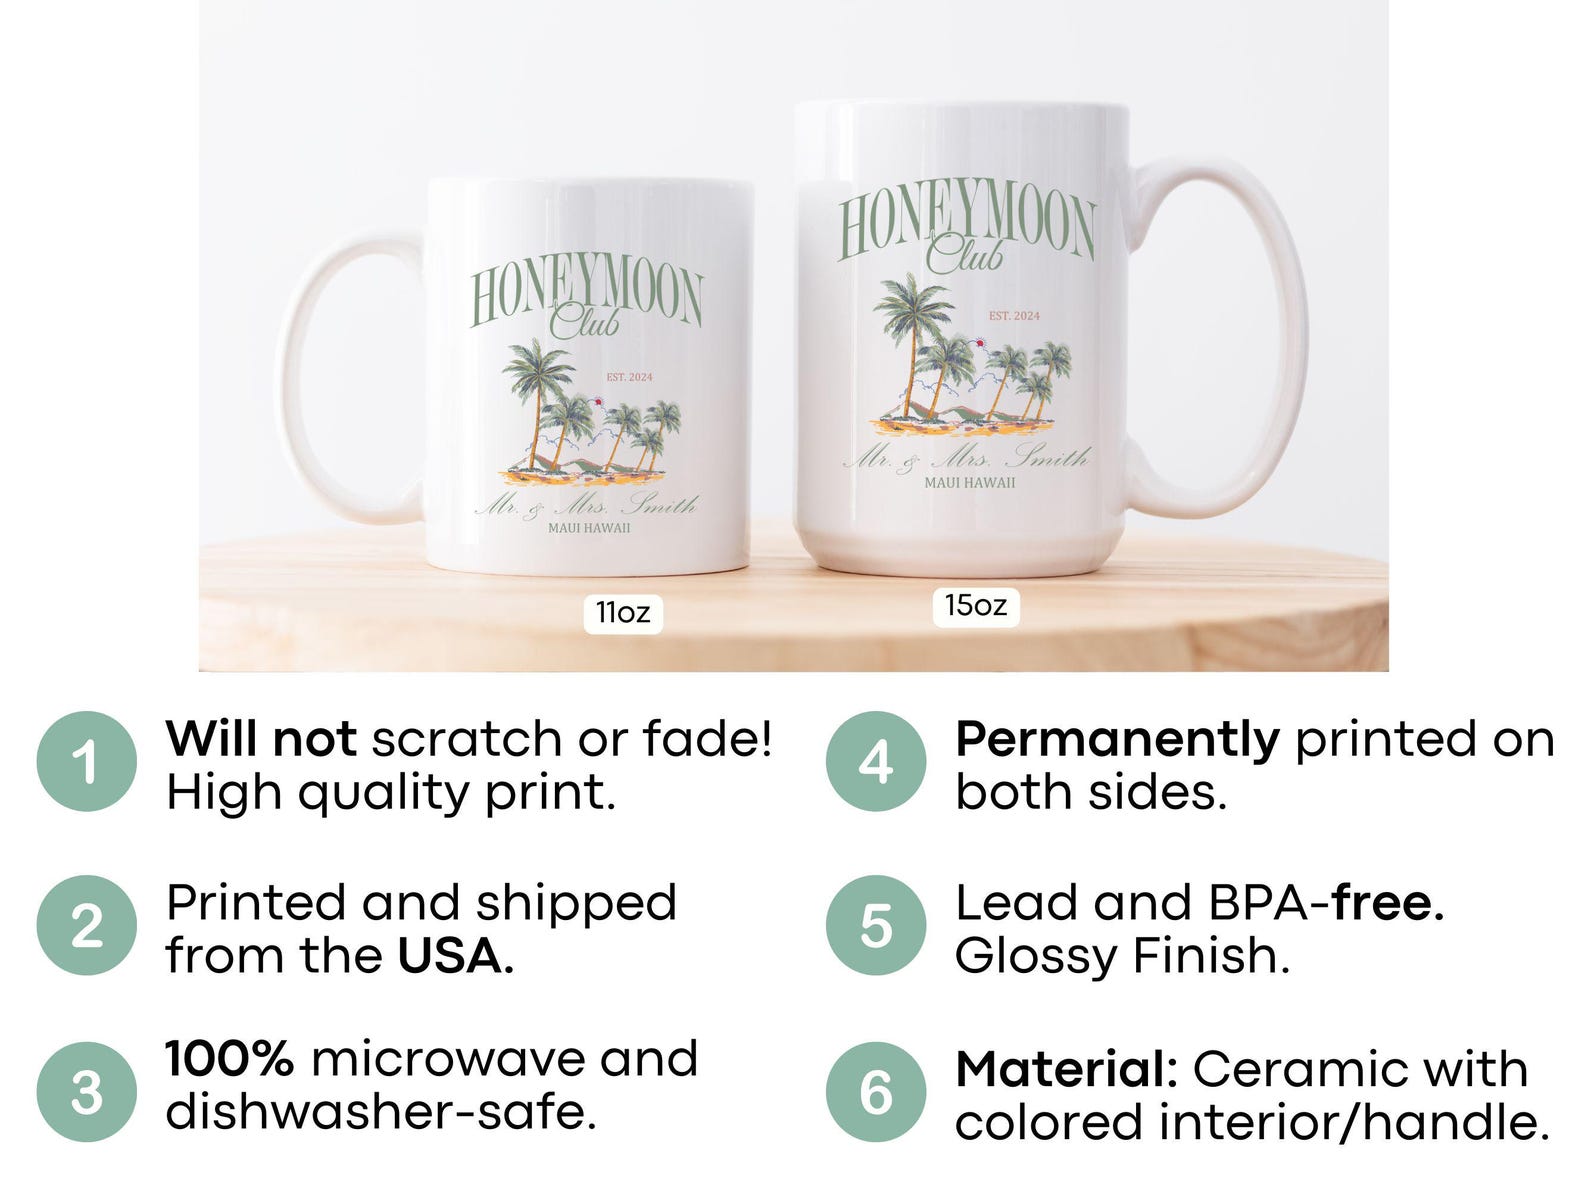 HONEYMOON
Club
EST. 2024
Mr. & Mrs. Smith
MAUI HAWAII
11oz
HONEYMOON
Club
EST. 2024
Mr. & Mrs. Smith
MAUI HAWAII
15oz
1
Will not scratch or fade!
High quality print.
2
Printed and shipped
from the USA.
3
100% microwave and
dishwasher-safe.
4
Permanently printed on
both sides.
5
Lead and BPA-free.
Glossy Finish.
6
Material: Ceramic with
colored interior/handle.